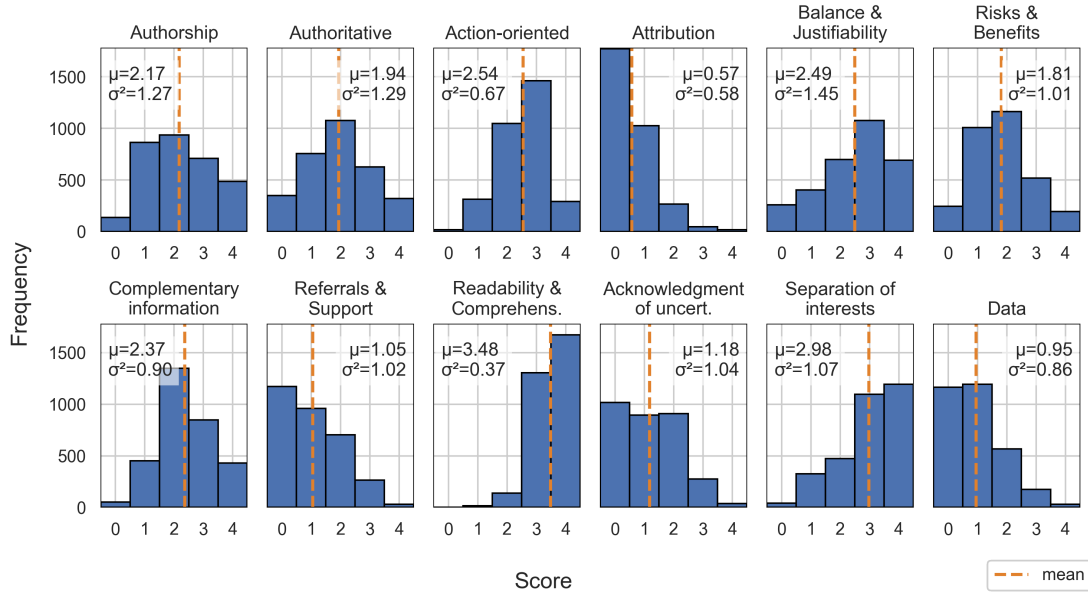 Authorship
Authoritative
Action-oriented
Attribution
Balance &
Justifiability
Risks &
Benefits
μ=2.17
σ²=1.27
μ=1.94
σ²=1.29
μ=2.54
σ²=0.67
μ=0.57
σ²=0.58
μ=2.49
σ²=1.45
μ=1.81
σ²=1.01
1500
1000
500
0
0 1 2 3 4
0 1 2 3 4
0 1 2 3 4
0 1 2 3 4
0 1 2 3 4
0 1 2 3 4
Frequency
Complementary
information
Referrals &
Support
Readability &
Comprehens.
Acknowledgment
of uncert.
Separation of
interests
Data
μ=2.37
σ²=0.90
μ=1.05
σ²=1.02
μ=3.48
σ²=0.37
μ=1.18
σ²=1.04
μ=2.98
σ²=1.07
μ=0.95
σ²=0.86
1500
1000
500
0
0 1 2 3 4
0 1 2 3 4
0 1 2 3 4
0 1 2 3 4
0 1 2 3 4
0 1 2 3 4
Score
mean